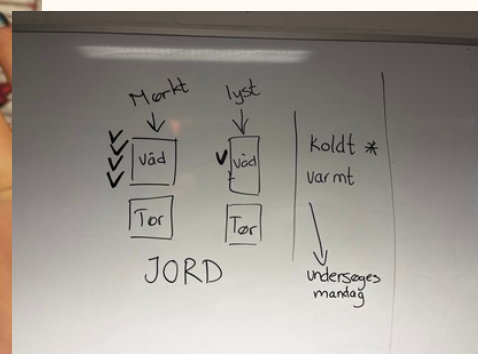 Mørkt lyst
våd våd
Tør Tør
JORD
koldt *
varmt
undersøges
mandag